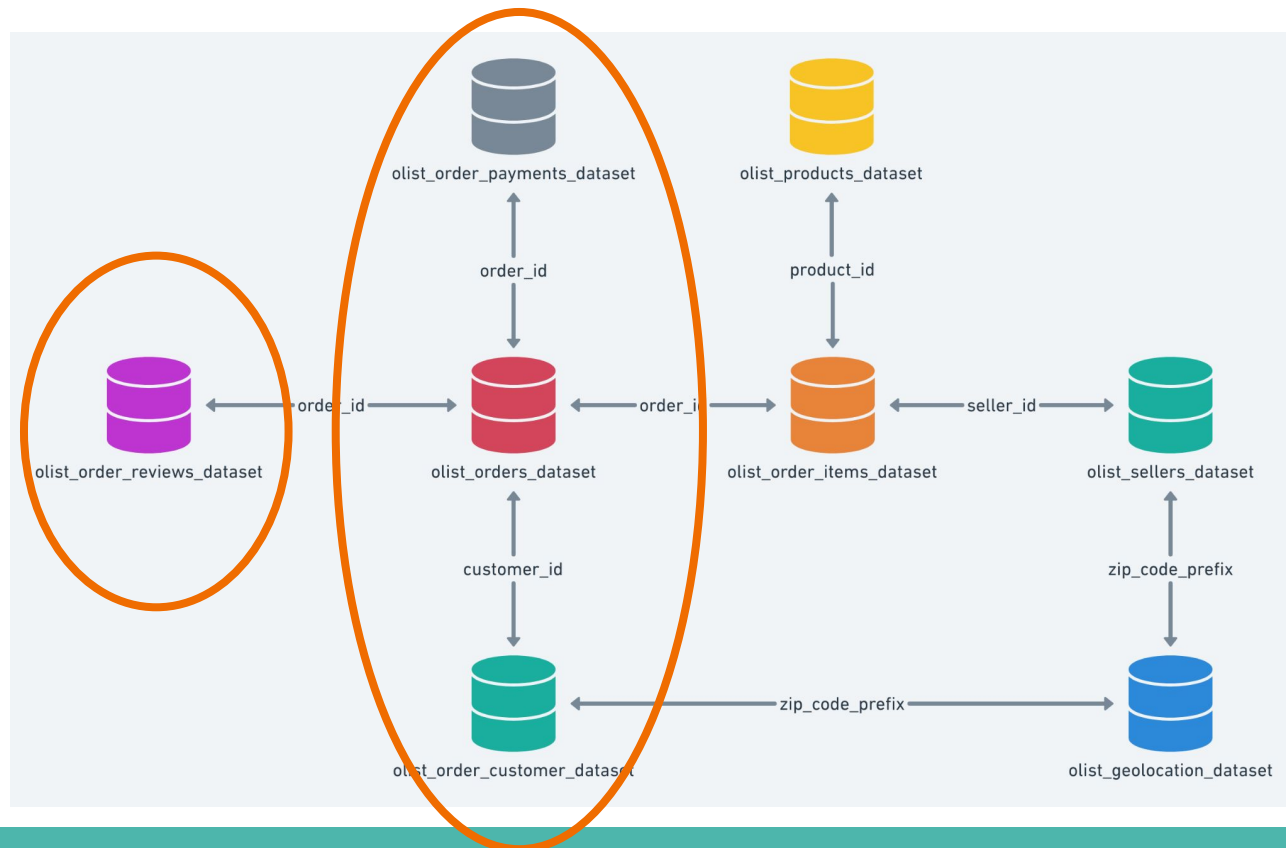 olist_order_payments_dataset
olist_products_dataset
order_id
product_id
order_id
order_id
seller_id
olist_order_reviews_dataset
olist_orders_dataset
olist_order_items_dataset
olist_sellers_dataset
customer_id
zip_code_prefix
zip_code_prefix
olist_order_customer_dataset
olist_geolocation_dataset